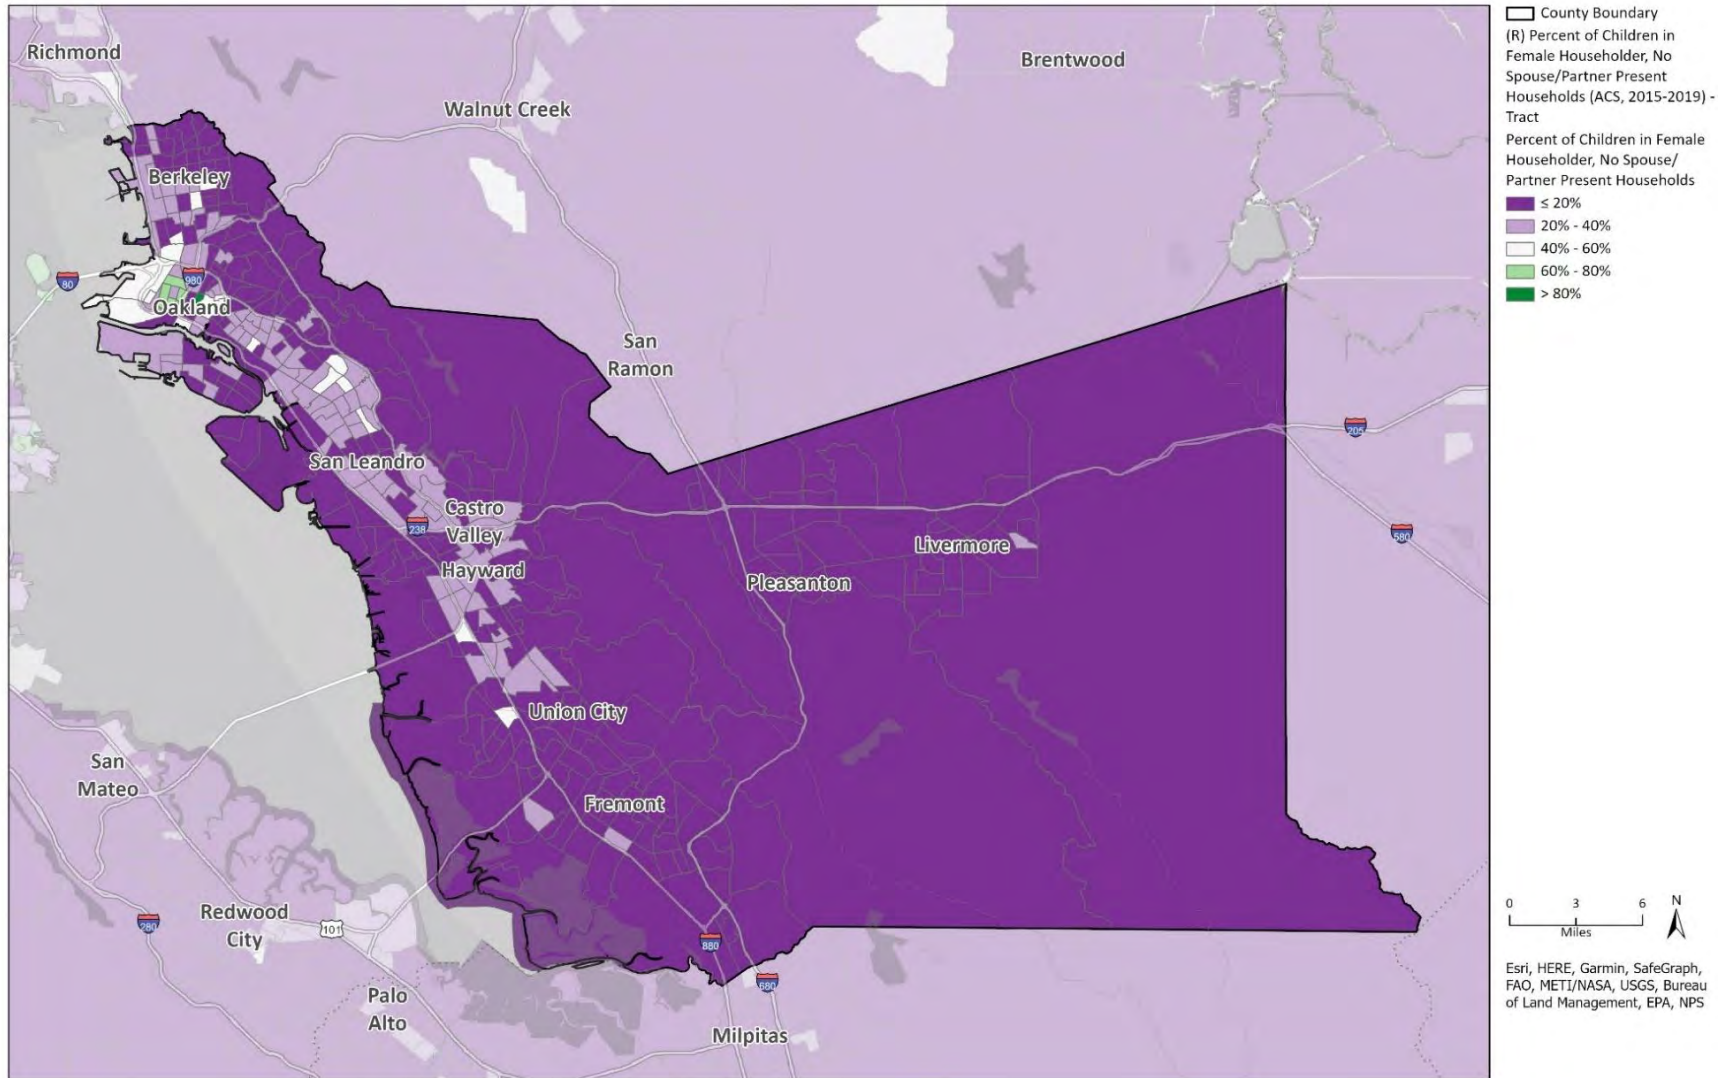 Richmond
Walnut Creek
Brentwood
Berkeley
80
980
Oakland
San
Ramon
205
San Leandro
Castro
Valley
238
Hayward
Livermore
580
Pleasanton
Union City
San
Mateo
Fremont
Redwood
City
280
101
880
680
Palo
Alto
Milpitas
County Boundary
(R) Percent of Children in
Female Householder, No
Spouse/Partner Present
Households (ACS, 2015-2019) -
Tract
Percent of Children in Female
Householder, No Spouse/
Partner Present Households
≤ 20%
20% - 40%
40% - 60%
60% - 80%
> 80%
0 3 6
Miles
N
Esri, HERE, Garmin, SafeGraph,
FAO, METI/NASA, USGS, Bureau
of Land Management, EPA, NPS